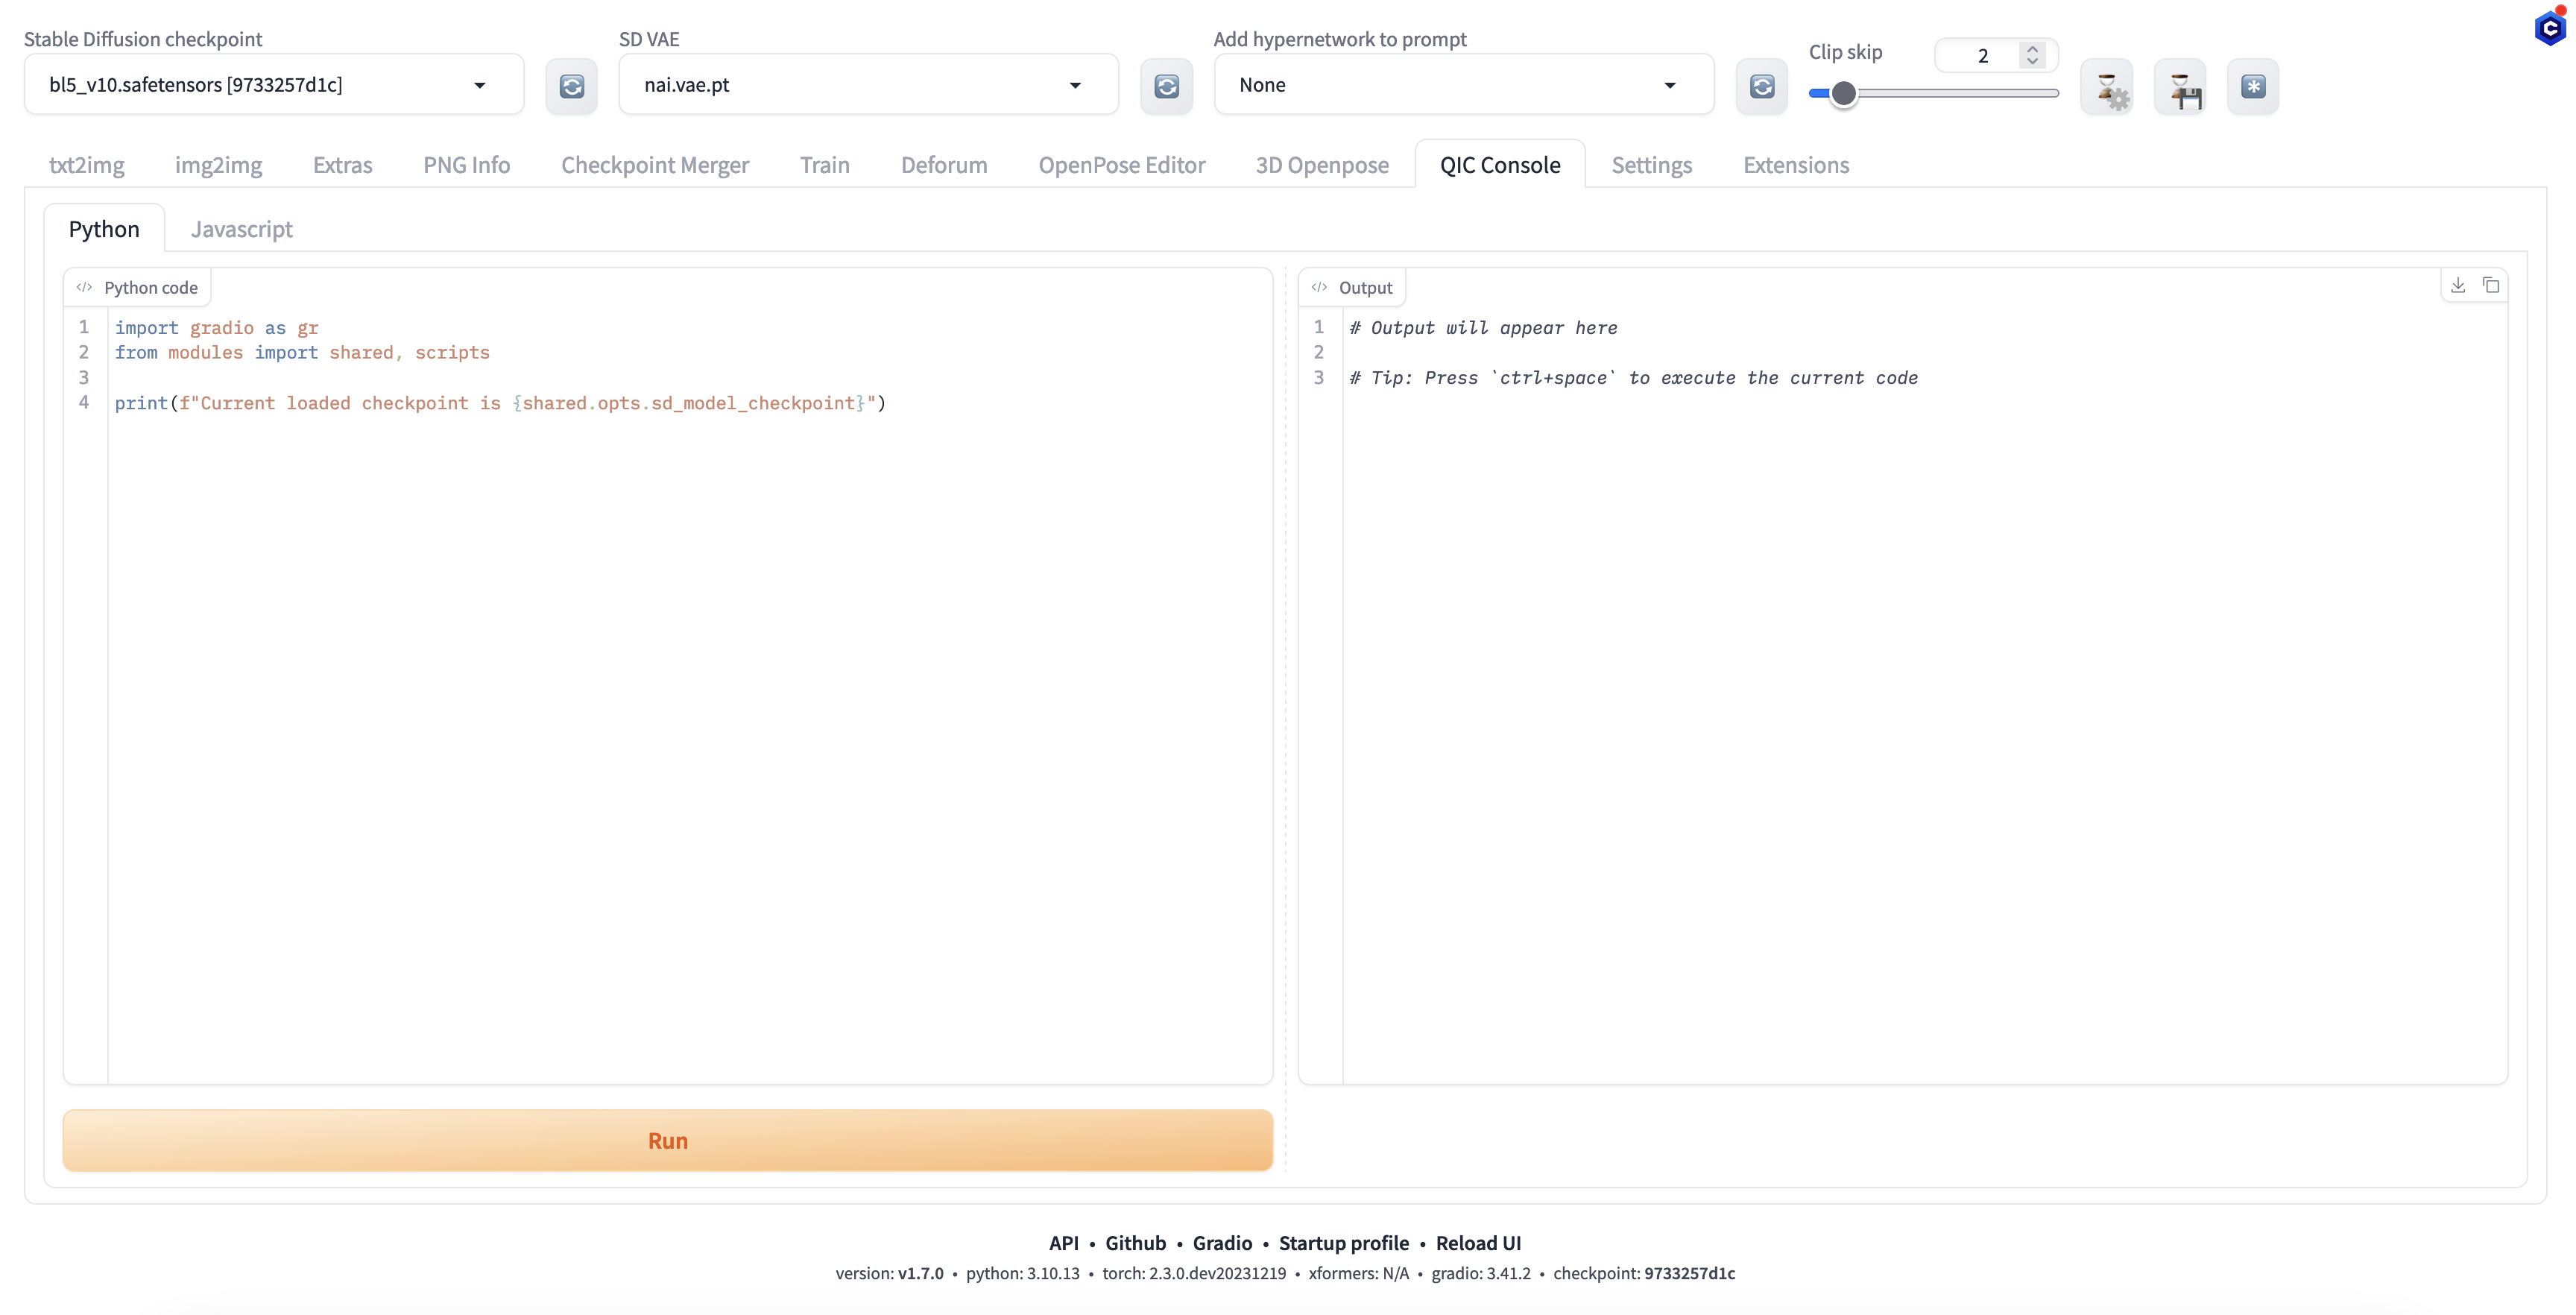 Stable Diffusion checkpoint
bl5_v10.safetensors [9733257d1c]
SD VAE
nai.vae.pt
Add hypernetwork to prompt
None
Clip skip
2
txt2img
img2img
Extras
PNG Info
Checkpoint Merger
Train
Deforum
OpenPose Editor
3D Openpose
QIC Console
Settings
Extensions
Python
Javascript
Python code
1 import gradio as gr
2 from modules import shared, scripts
3
4 print(f"Current loaded checkpoint is {shared.opts.sd_model_checkpoint}")
Run
Output
1 # Output will appear here
2
3 # Tip: Press `ctrl+space` to execute the current code
API • Github • Gradio • Startup profile • Reload UI
version: v1.7.0 • python: 3.10.13 • torch: 2.3.0.dev20231219 • xformers: N/A • gradio: 3.41.2 • checkpoint: 9733257d1c